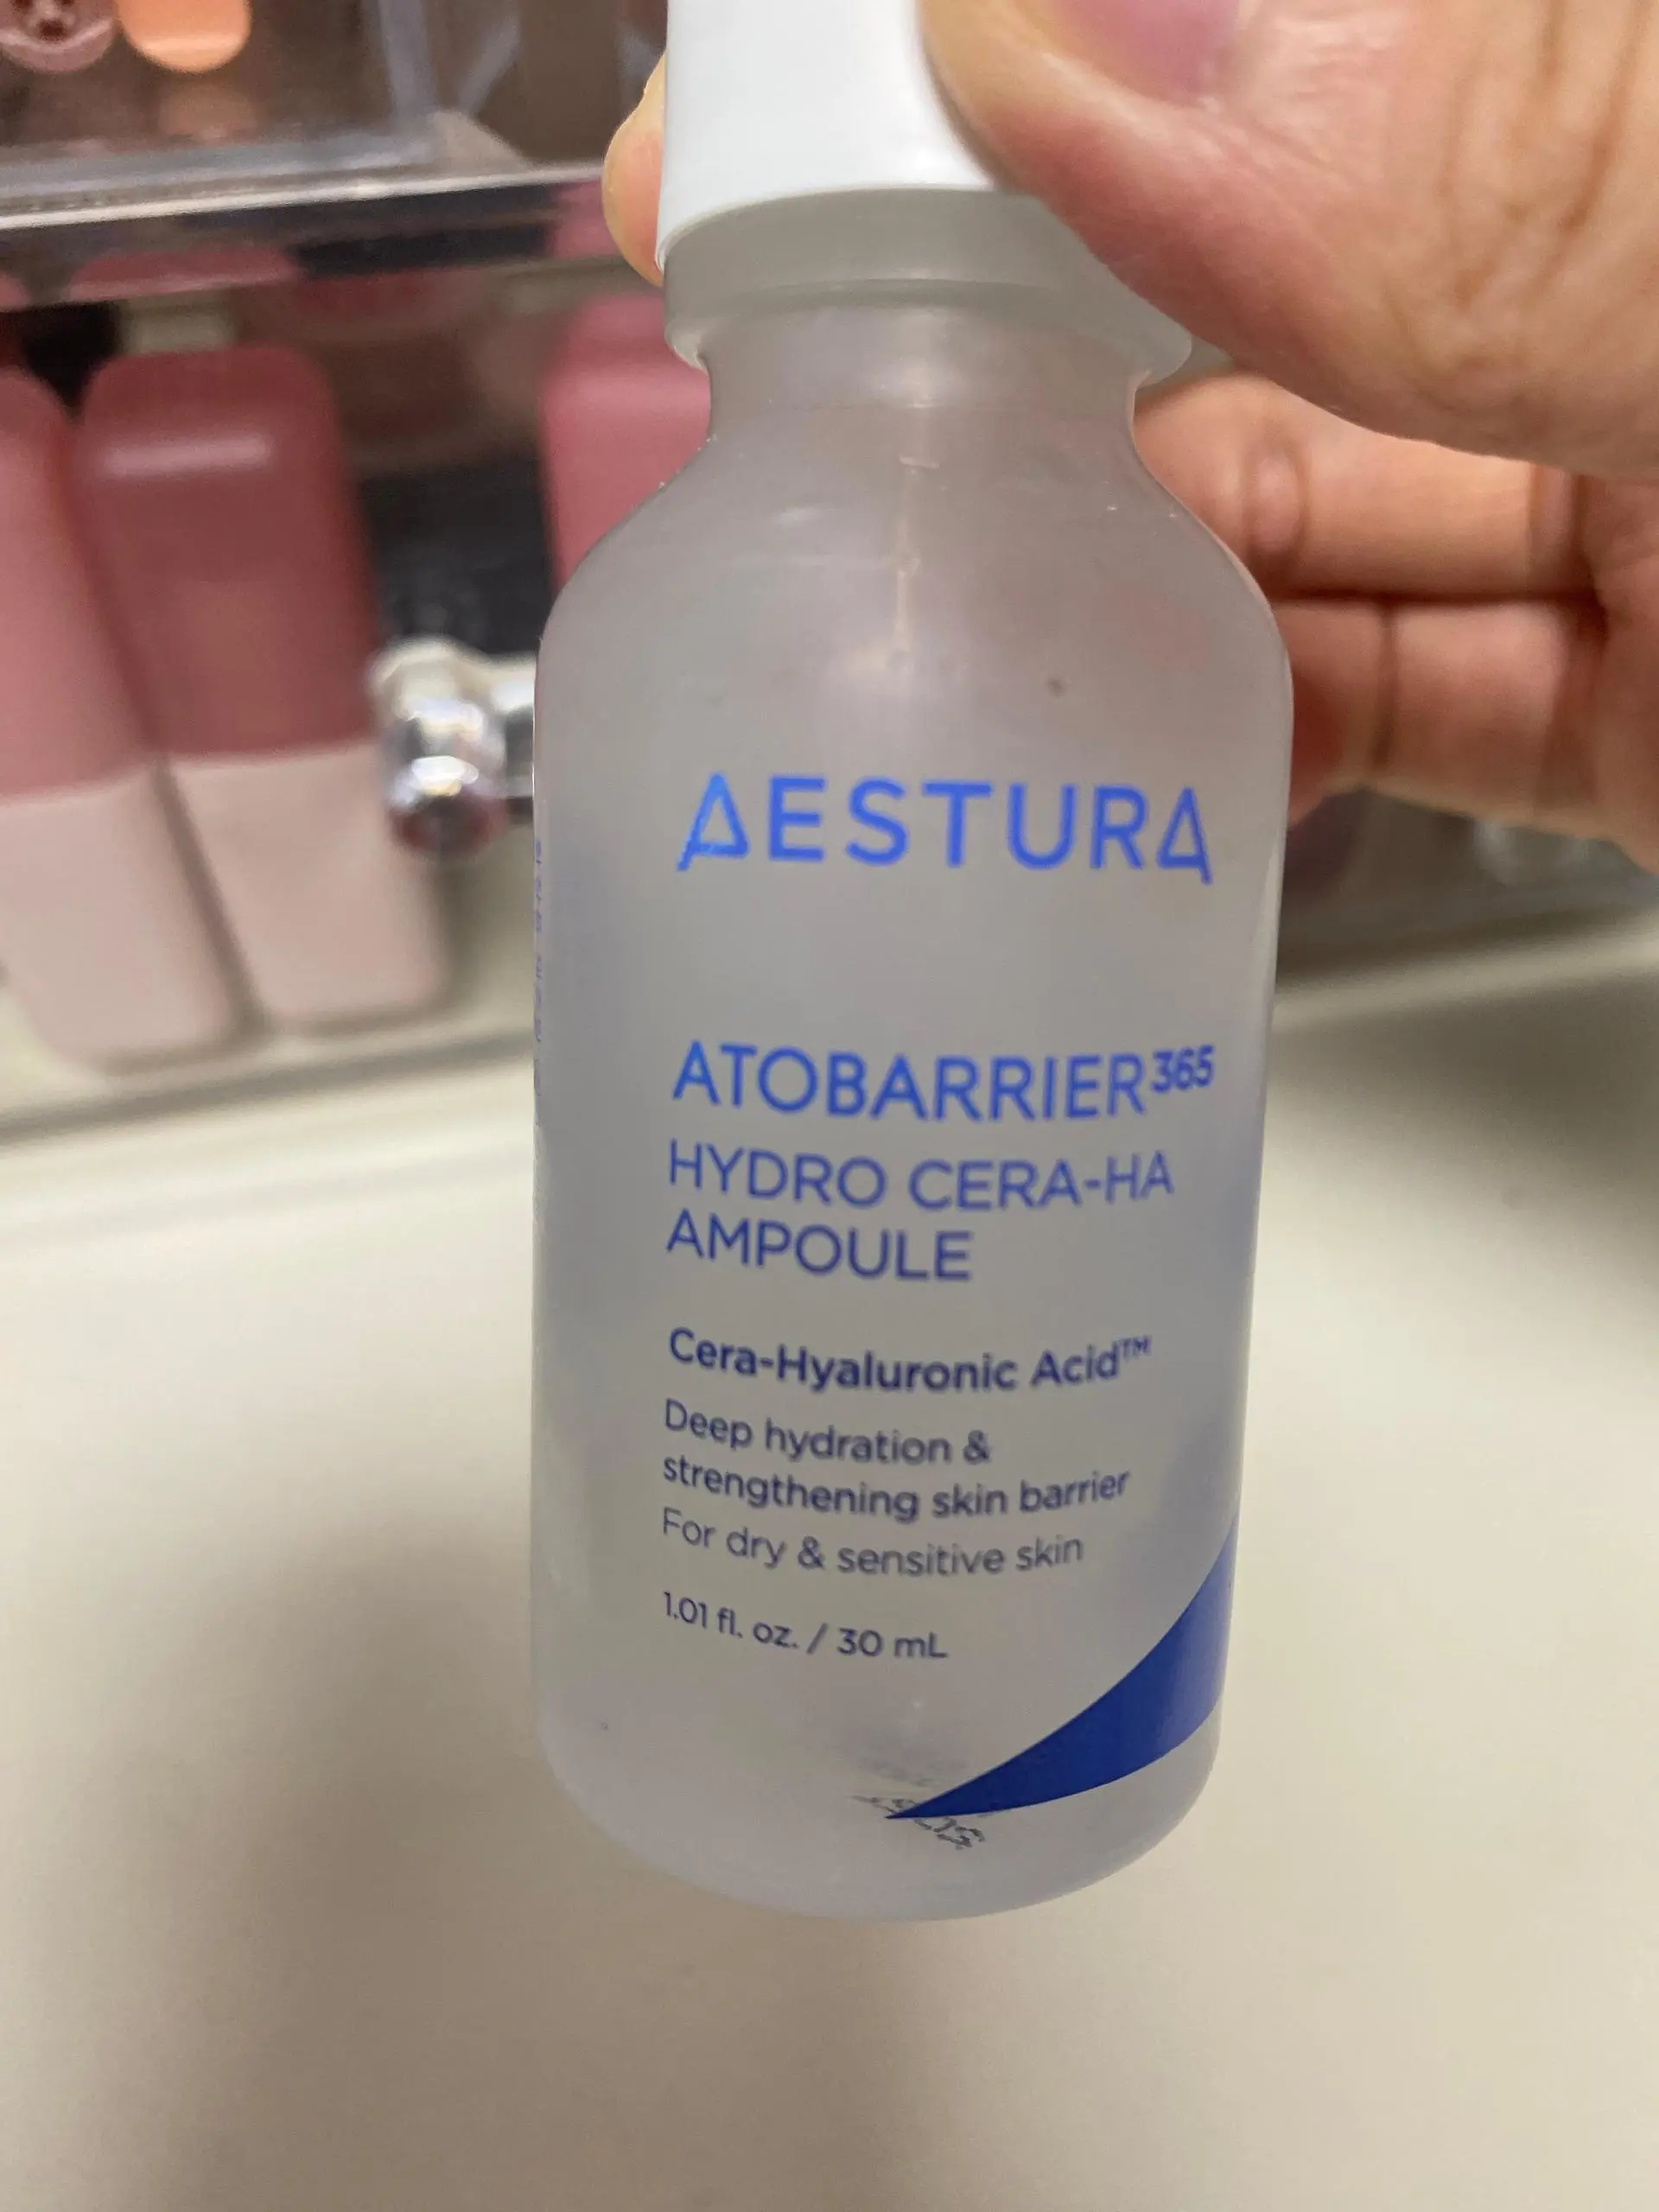 AESTURA
ATOBARRIER³⁶⁵
HYDRO CERA-HA
AMPOULE
Cera-Hyaluronic Acid™
Deep hydration &
strengthening skin barrier
For dry & sensitive skin
1.01 fl. oz. / 30 mL